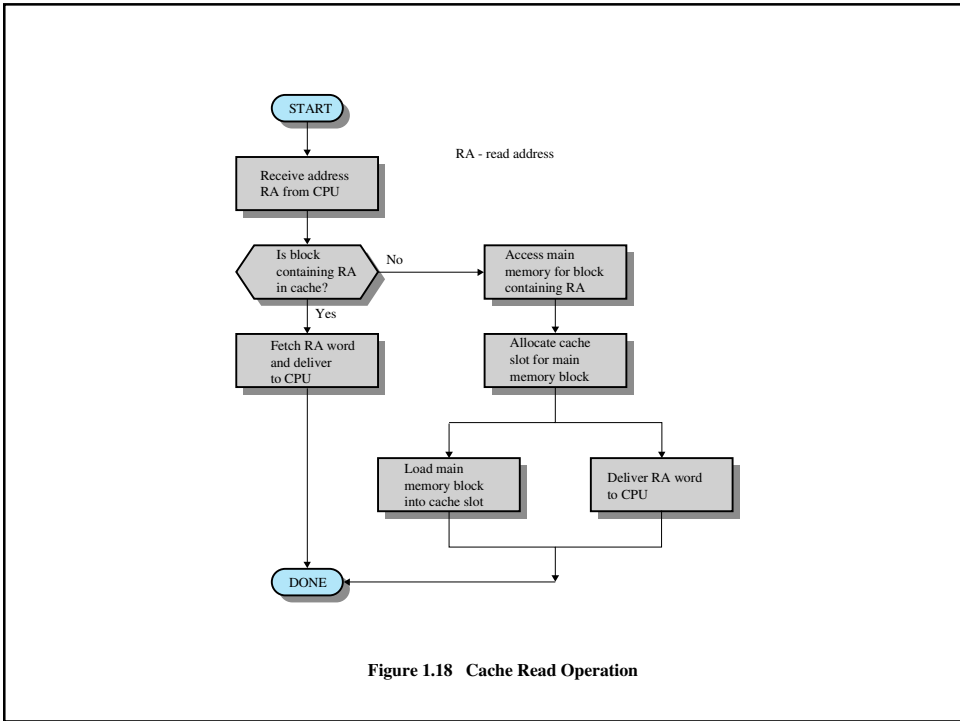 START
RA - read address
Receive address
RA from CPU
Is block
containing RA
in cache?
No
Access main
memory for block
containing RA
Yes
Fetch RA word
and deliver
to CPU
Allocate cache
slot for main
memory block
Load main
memory block
into cache slot
Deliver RA word
to CPU
DONE
Figure 1.18 Cache Read Operation